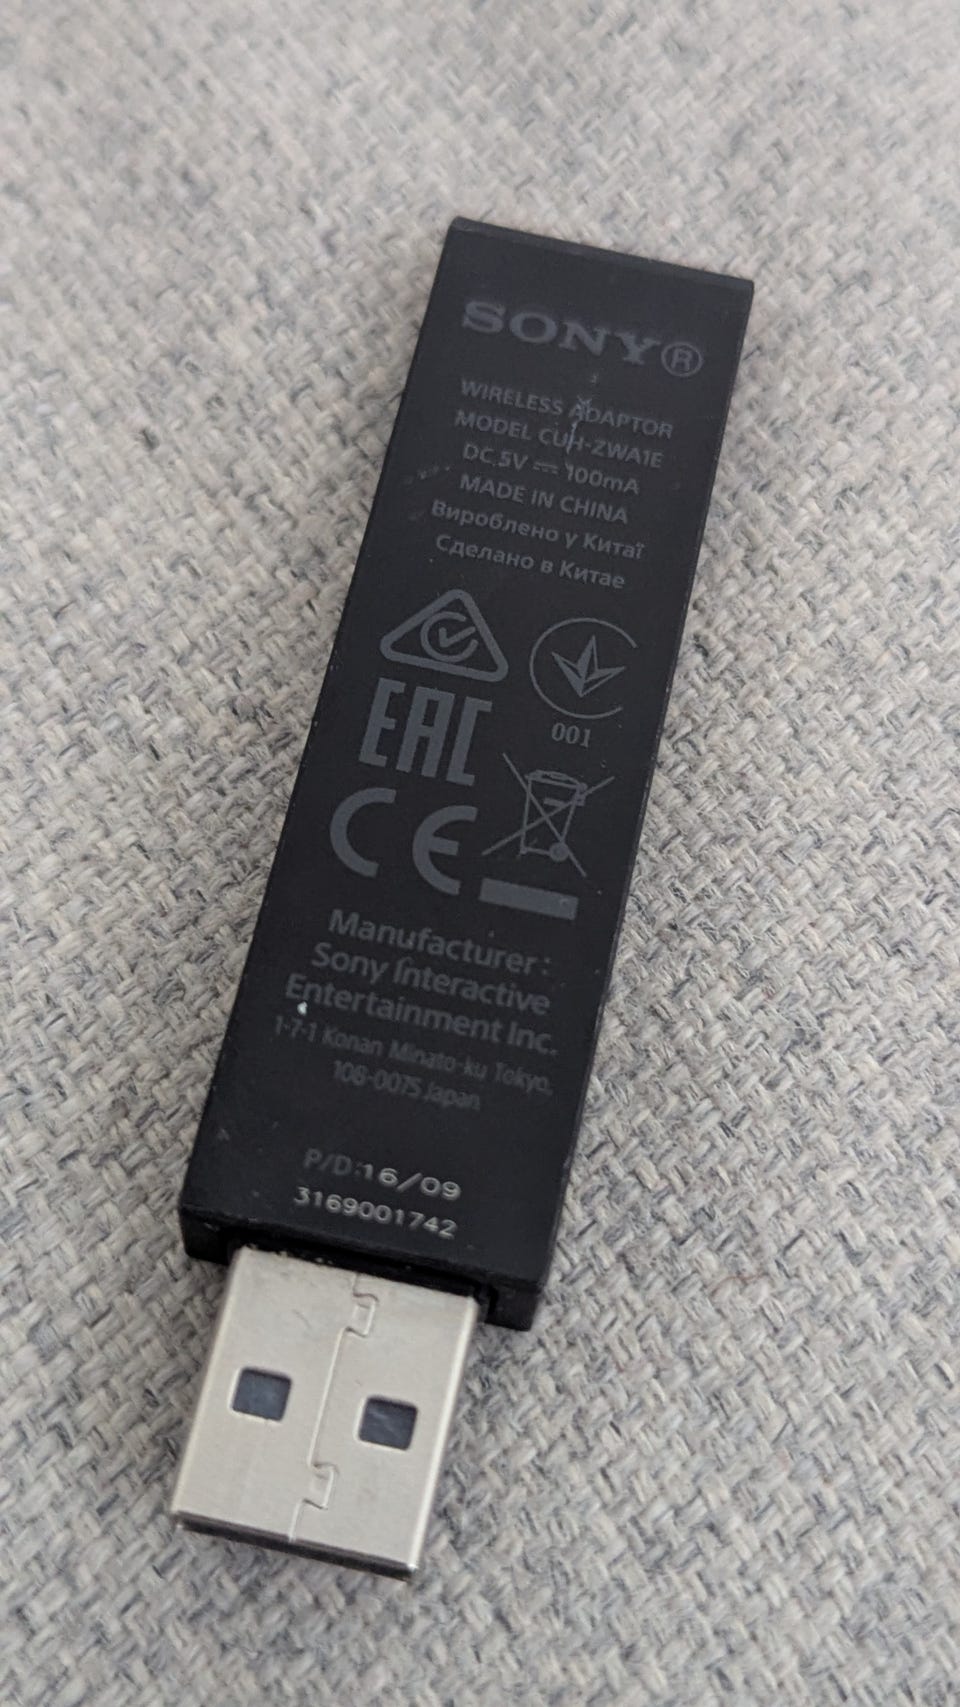 SONY®
WIRELESS ADAPTOR
MODEL CUH-ZWA1E
DC 5V ⎓ 100mA
MADE IN CHINA
Вироблено у Китаї
Сделано в Китае
001
EAC
CE
Manufacturer:
Sony Interactive
Entertainment Inc.
1-7-1 Konan Minato-ku Tokyo,
108-0075 Japan
P/D:16/09
3169001742